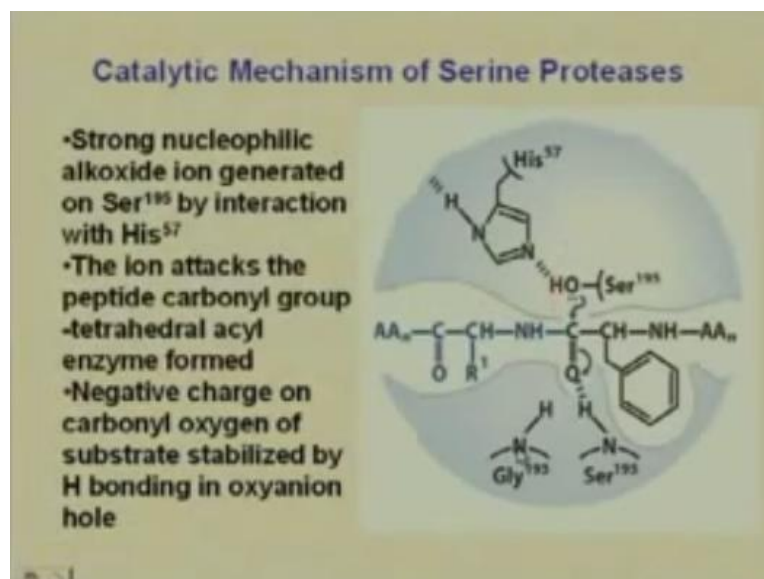 Catalytic Mechanism of Serine Proteases
•Strong nucleophilic
alkoxide ion generated
on Ser¹⁹⁵ by interaction
with His⁵⁷
•The ion attacks the
peptide carbonyl group
-tetrahedral acyl
enzyme formed
•Negative charge on
carbonyl oxygen of
substrate stabilized by
H bonding in oxyanion
hole
His⁵⁷
H
N
N
HO–(Ser¹⁹⁵
AAₙ–C–CH–NH–C–CH–NH–AAₙ
O R¹ O
H H
N N
Gly¹⁹³ Ser¹⁹⁵